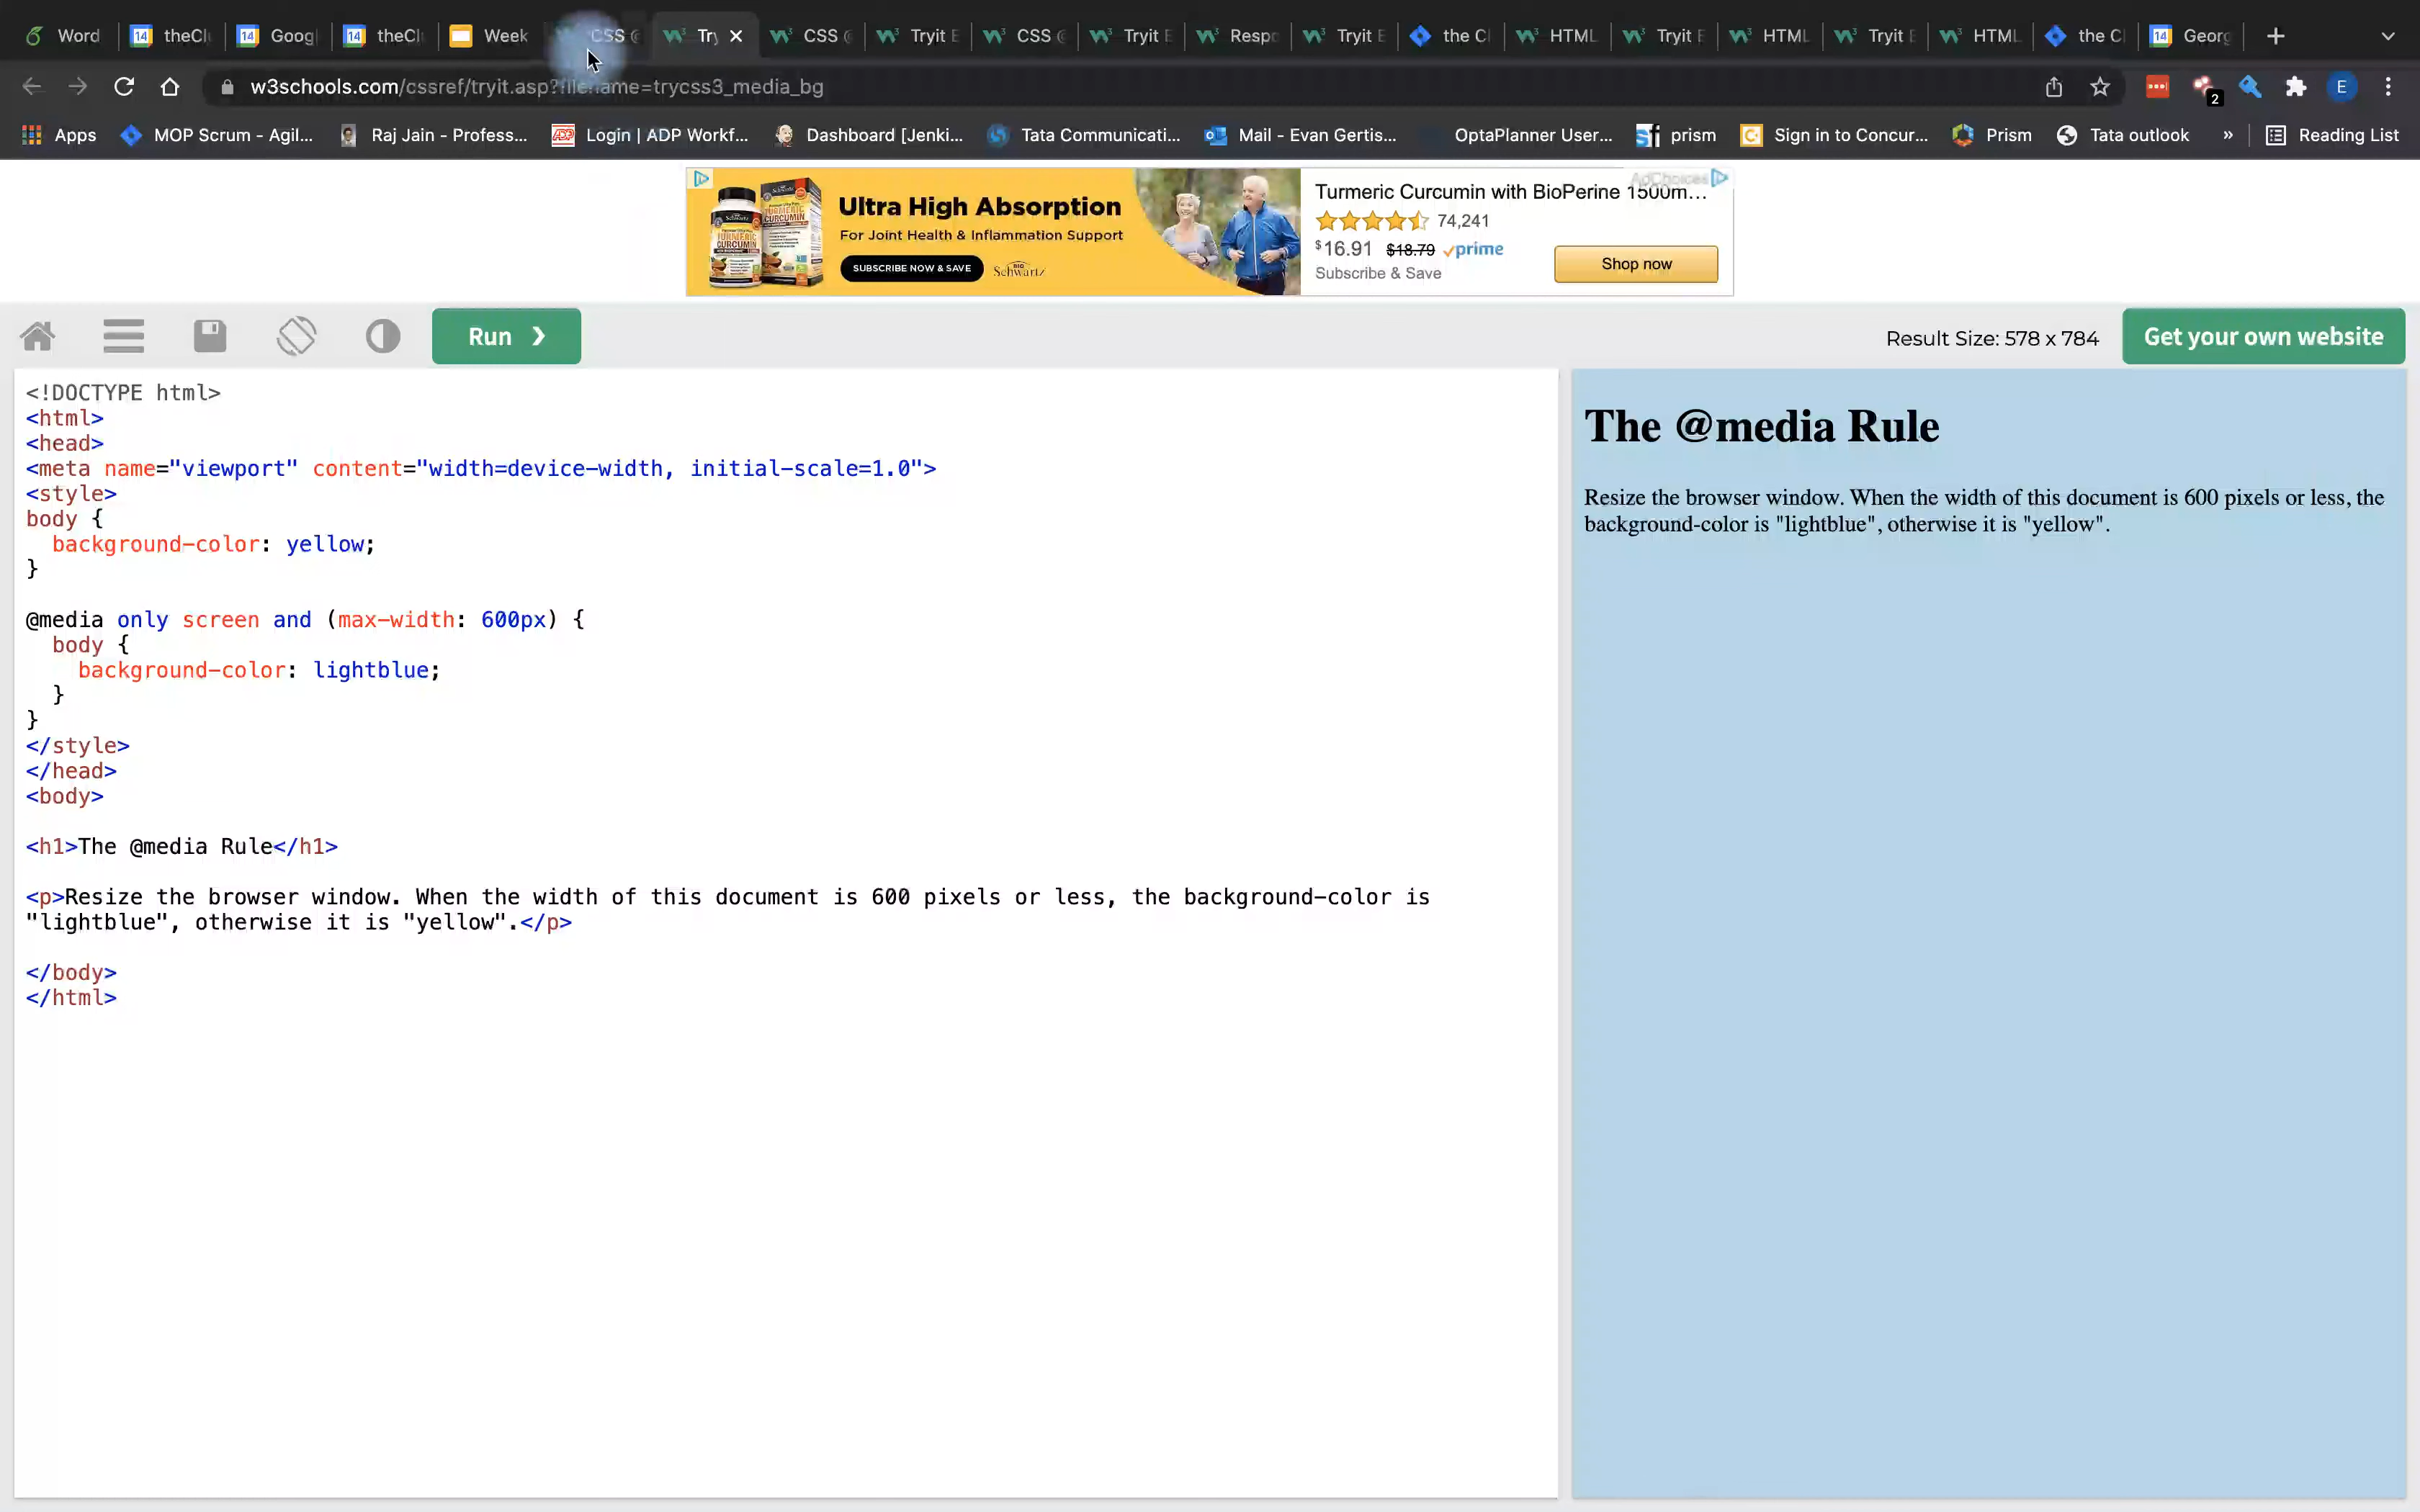 Word theCl Goog theCl Week CSS @ Try CSS @ Tryit E CSS @ Tryit E Respo Tryit E the Cl HTML Tryit E HTML Tryit E HTML the Cl Georg
w3schools.com/cssref/tryit.asp?filename=trycss3_media_bg
2 E
Apps MOP Scrum - Agil... Raj Jain - Profess... Login | ADP Workf... Dashboard [Jenki... Tata Communicati... Mail - Evan Gertis... OptaPlanner User... prism Sign in to Concur... Prism Tata outlook » Reading List
Ultra High Absorption
For Joint Health & Inflammation Support
SUBSCRIBE NOW & SAVE
Schwartz
AdChoices
Turmeric Curcumin with BioPerine 1500m...
74,241
$16.91 $18.79 prime
Subscribe & Save
Shop now
Run ❯
Result Size: 578 x 784
Get your own website
<!DOCTYPE html>
<html>
<head>
<meta name="viewport" content="width=device-width, initial-scale=1.0">
<style>
body {
  background-color: yellow;
}
@media only screen and (max-width: 600px) {
  body {
    background-color: lightblue;
  }
}
</style>
</head>
<body>
<h1>The @media Rule</h1>
<p>Resize the browser window. When the width of this document is 600 pixels or less, the background-color is
"lightblue", otherwise it is "yellow".</p>
</body>
</html>
The @media Rule
Resize the browser window. When the width of this document is 600 pixels or less, the
background-color is "lightblue", otherwise it is "yellow".